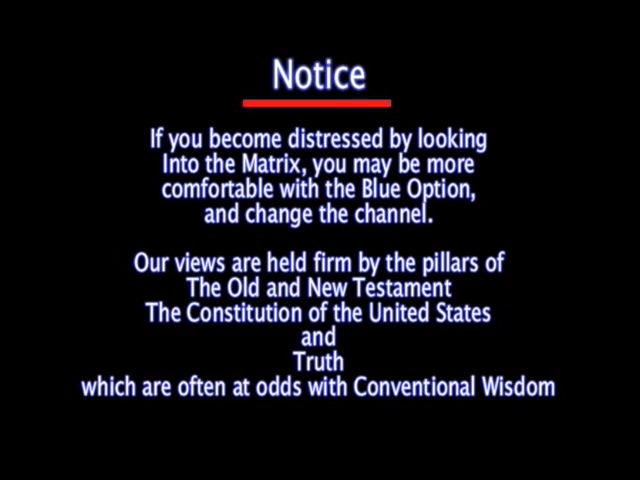 Notice
If you become distressed by looking
Into the Matrix, you may be more
comfortable with the Blue Option,
and change the channel.
Our views are held firm by the pillars of
The Old and New Testament
The Constitution of the United States
and
Truth
which are often at odds with Conventional Wisdom